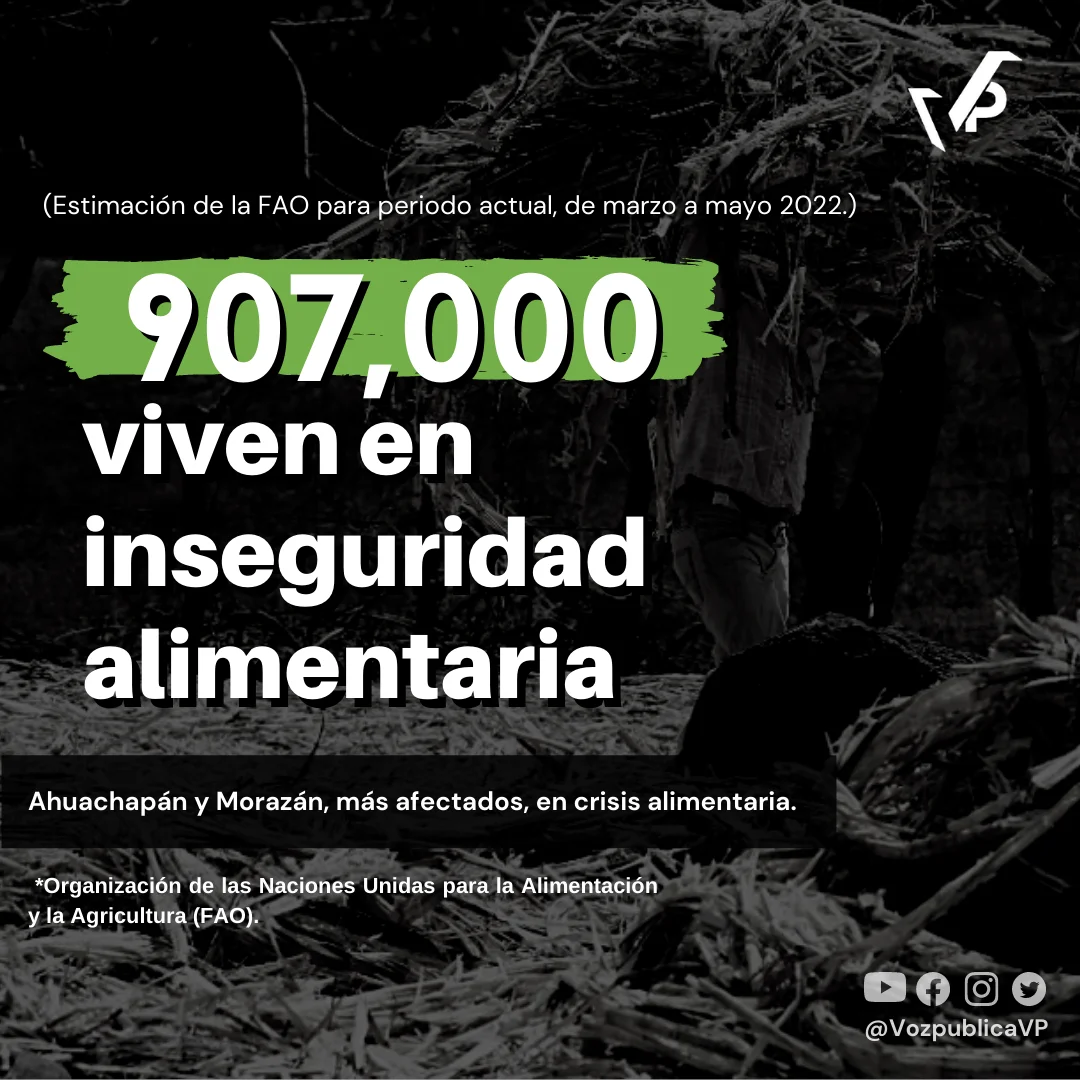 VP
(Estimación de la FAO para periodo actual, de marzo a mayo 2022.)
907,000
viven en
inseguridad
alimentaria
Ahuachapán y Morazán, más afectados, en crisis alimentaria.
*Organización de las Naciones Unidas para la Alimentación
y la Agricultura (FAO).
@VozpublicaVP